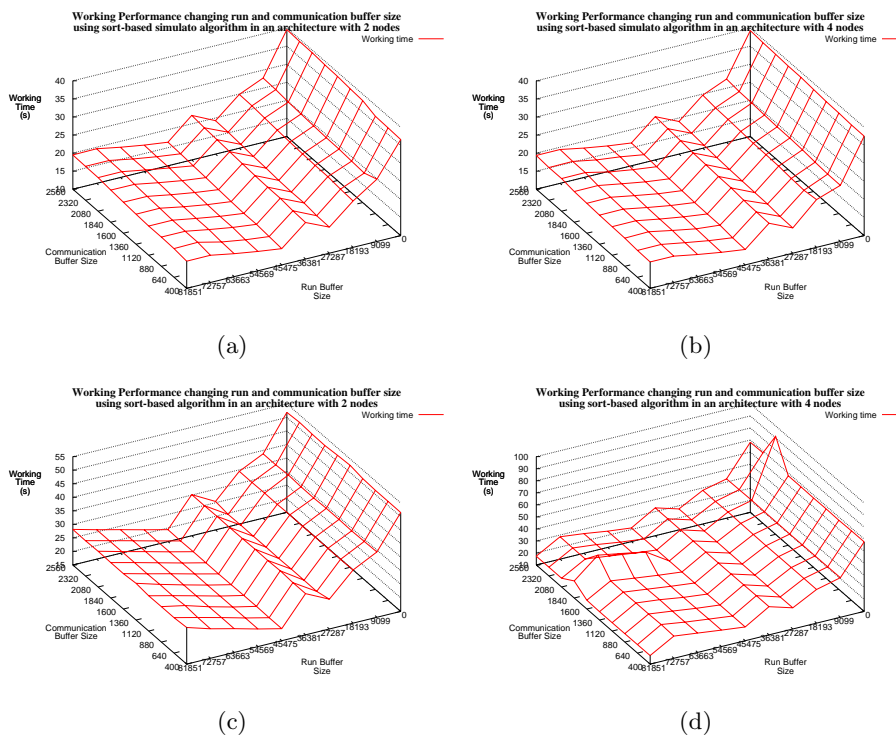 Working Performance changing run and communication buffer size
using sort-based simulato algorithm in an architecture with 2 nodes
Working time
40
35
30
25
20
15
10
Working
Time
(s)
2560
2320
2080
1840
1600
1360
1120
880
640
400
Communication
Buffer Size
81851
72757
63663
54569
45475
36381
27287
18193
9099
0
Run Buffer
Size
(a)
Working Performance changing run and communication buffer size
using sort-based simulato algorithm in an architecture with 4 nodes
Working time
40
35
30
25
20
15
10
Working
Time
(s)
2560
2320
2080
1840
1600
1360
1120
880
640
400
Communication
Buffer Size
81851
72757
63663
54569
45475
36381
27287
18193
9099
0
Run Buffer
Size
(b)
Working Performance changing run and communication buffer size
using sort-based algorithm in an architecture with 2 nodes
Working time
55
50
45
40
35
30
25
20
15
Working
Time
(s)
2560
2320
2080
1840
1600
1360
1120
880
640
400
Communication
Buffer Size
81851
72757
63663
54569
45475
36381
27287
18193
9099
0
Run Buffer
Size
(c)
Working Performance changing run and communication buffer size
using sort-based algorithm in an architecture with 4 nodes
Working time
100
90
80
70
60
50
40
30
20
10
Working
Time
(s)
2560
2320
2080
1840
1600
1360
1120
880
640
400
Communication
Buffer Size
81851
72757
63663
54569
45475
36381
27287
18193
9099
0
Run Buffer
Size
(d)